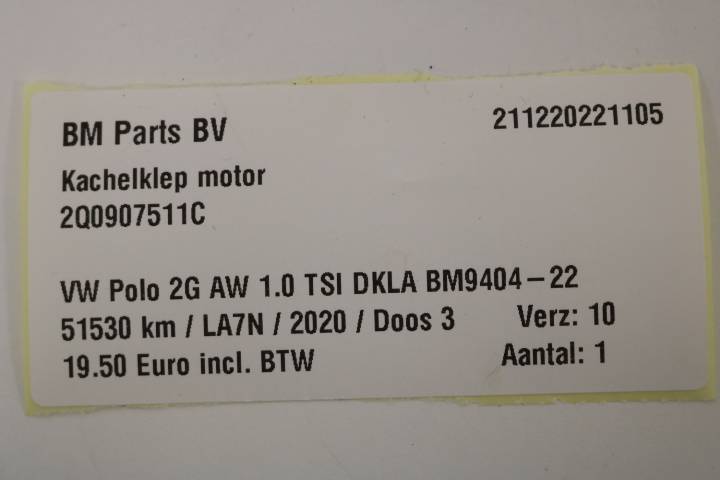 BM Parts BV 211220221105
Kachelklep motor
2Q0907511C
VW Polo 2G AW 1.0 TSI DKLA BM9404-22
51530 km / LA7N / 2020 / Doos 3 Verz: 10
19.50 Euro incl. BTW Aantal: 1